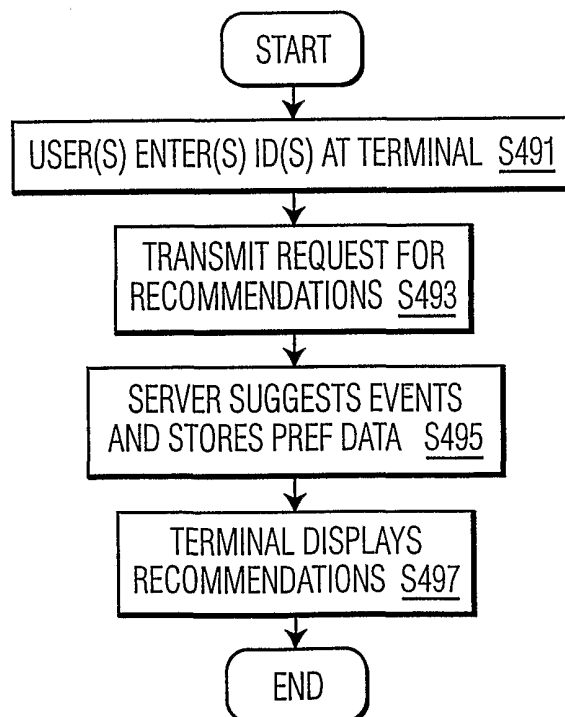 START
USER(S) ENTER(S) ID(S) AT TERMINAL S491
TRANSMIT REQUEST FOR
RECOMMENDATIONS S493
SERVER SUGGESTS EVENTS
AND STORES PREF DATA S495
TERMINAL DISPLAYS
RECOMMENDATIONS S497
END